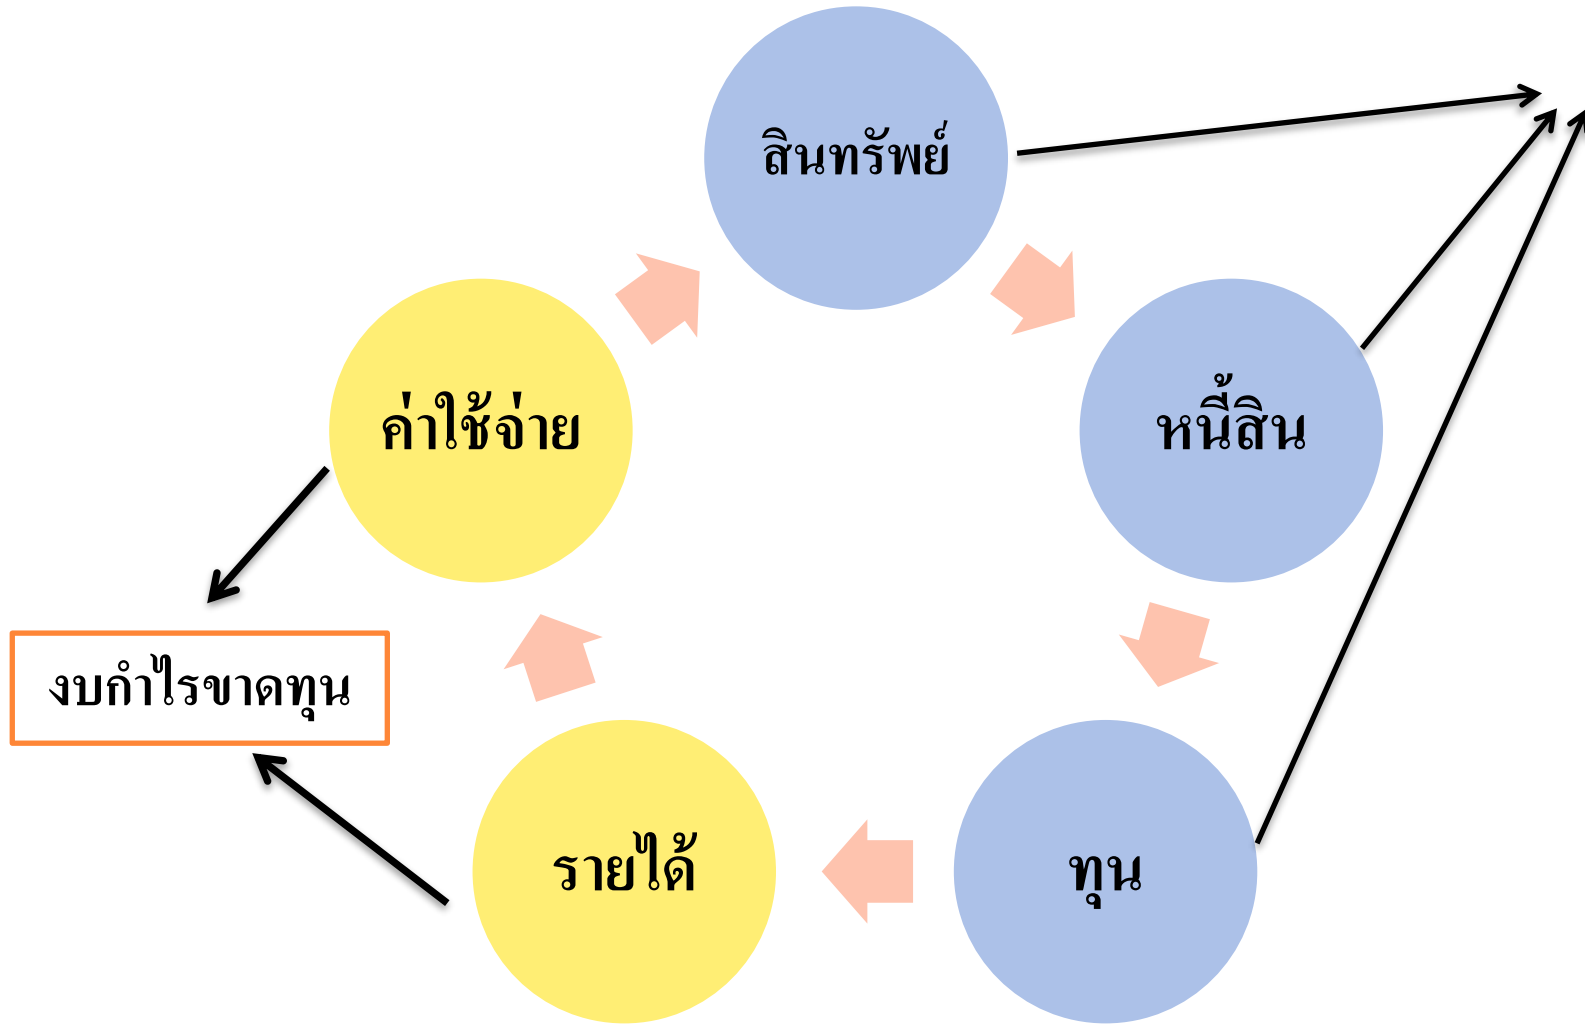 สินทรัพย์
หนี้สิน
ทุน
รายได้
ค่าใช้จ่าย
งบกำไรขาดทุน